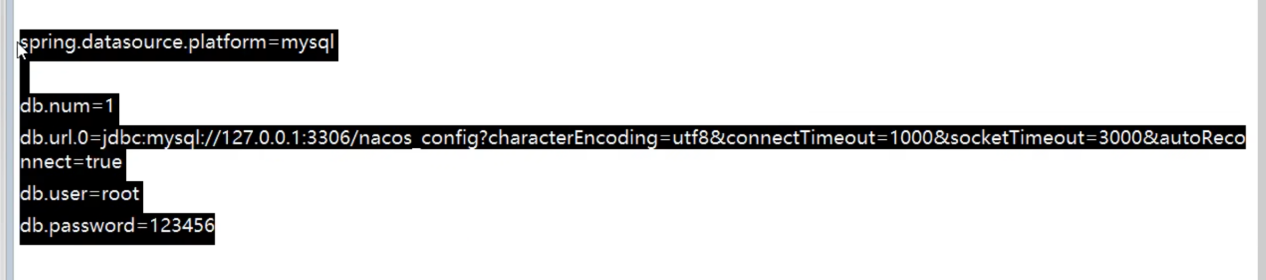 spring.datasource.platform=mysql
db.num=1
db.url.0=jdbc:mysql://127.0.0.1:3306/nacos_config?characterEncoding=utf8&connectTimeout=1000&socketTimeout=3000&autoReco
nnect=true
db.user=root
db.password=123456